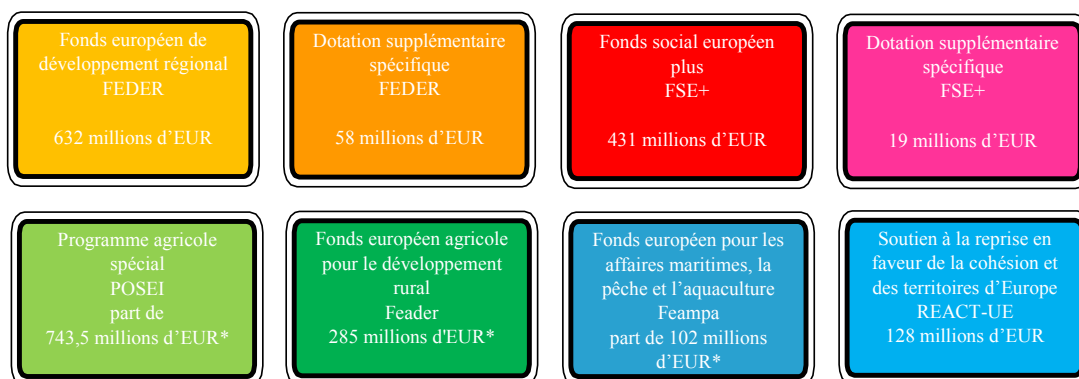 Fonds européen de
développement régional
FEDER
632 millions d’EUR
Dotation supplémentaire
spécifique
FEDER
58 millions d’EUR
Fonds social européen
plus
FSE+
431 millions d’EUR
Dotation supplémentaire
spécifique
FSE+
19 millions d’EUR
Programme agricole
spécial
POSEI
part de
743,5 millions d’EUR*
Fonds européen agricole
pour le développement
rural
Feader
285 millions d'EUR*
Fonds européen pour les
affaires maritimes, la
pêche et l’aquaculture
Feampa
part de 102 millions
d’EUR*
Soutien à la reprise en
faveur de la cohésion et
des territoires d’Europe
REACT-UE
128 millions d’EUR